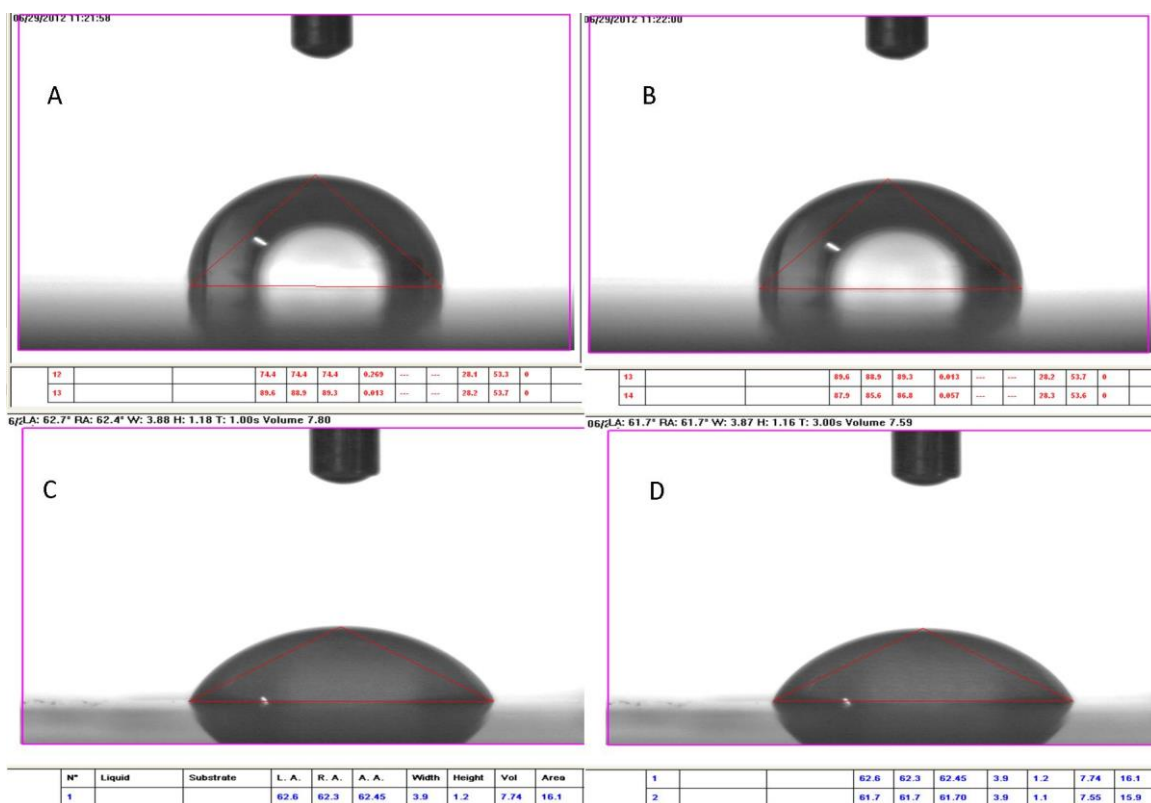 06/29/2012 11:21:58
A
12 74.4 74.4 74.4 0.269 --- --- 28.1 53.3 0
13 89.6 88.9 89.3 0.013 --- --- 28.2 53.7 0
06/29/2012 11:22:00
B
13 89.6 88.9 89.3 0.013 --- --- 28.2 53.7 0
14 87.9 85.6 86.8 0.057 --- --- 28.3 53.6 0
LA: 62.7° RA: 62.4° W: 3.88 H: 1.18 T: 1.00s Volume 7.80
C
N° Liquid Substrate L. A. R. A. A. A. Width Height Vol Area
1 62.6 62.3 62.45 3.9 1.2 7.74 16.1
LA: 61.7° RA: 61.7° W: 3.87 H: 1.16 T: 3.00s Volume 7.59
D
1 62.6 62.3 62.45 3.9 1.2 7.74 16.1
2 61.7 61.7 61.70 3.9 1.1 7.55 15.9